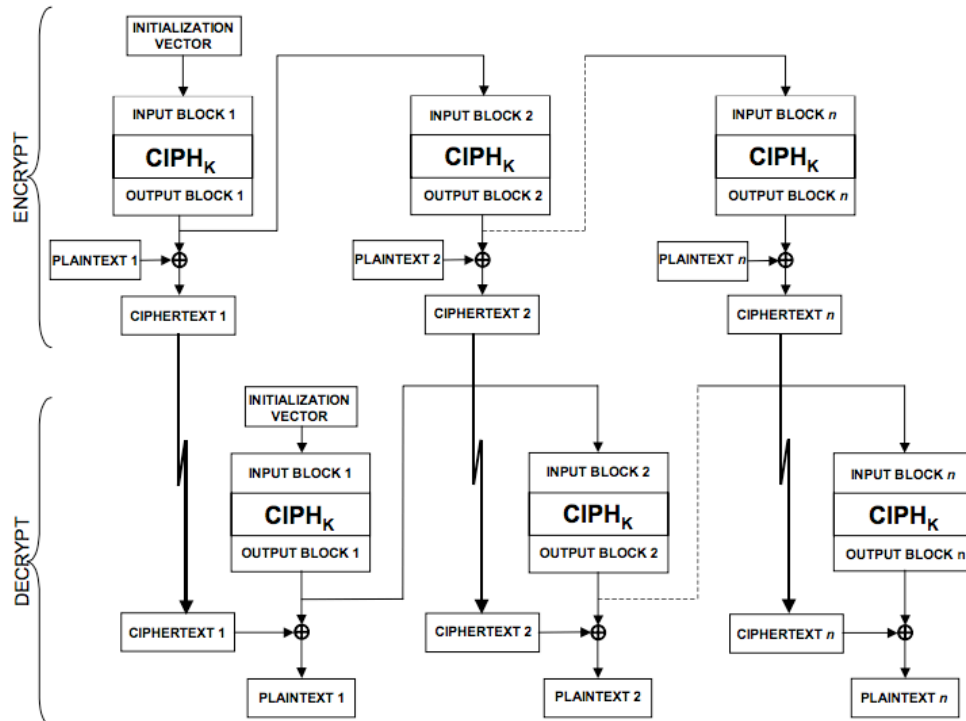 ENCRYPT
INITIALIZATION
VECTOR
INPUT BLOCK 1
CIPHK
OUTPUT BLOCK 1
INPUT BLOCK 2
CIPHK
OUTPUT BLOCK 2
INPUT BLOCK n
CIPHK
OUTPUT BLOCK n
PLAINTEXT 1
PLAINTEXT 2
PLAINTEXT n
CIPHERTEXT 1
CIPHERTEXT 2
CIPHERTEXT n
DECRYPT
INITIALIZATION
VECTOR
INPUT BLOCK 1
CIPHK
OUTPUT BLOCK 1
INPUT BLOCK 2
CIPHK
OUTPUT BLOCK 2
INPUT BLOCK n
CIPHK
OUTPUT BLOCK n
CIPHERTEXT 1
CIPHERTEXT 2
CIPHERTEXT n
PLAINTEXT 1
PLAINTEXT 2
PLAINTEXT n